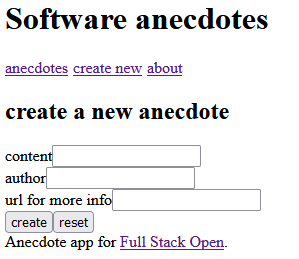 Software anecdotes
anecdotes create new about
create a new anecdote
content
author
url for more info
create reset
Anecdote app for Full Stack Open.